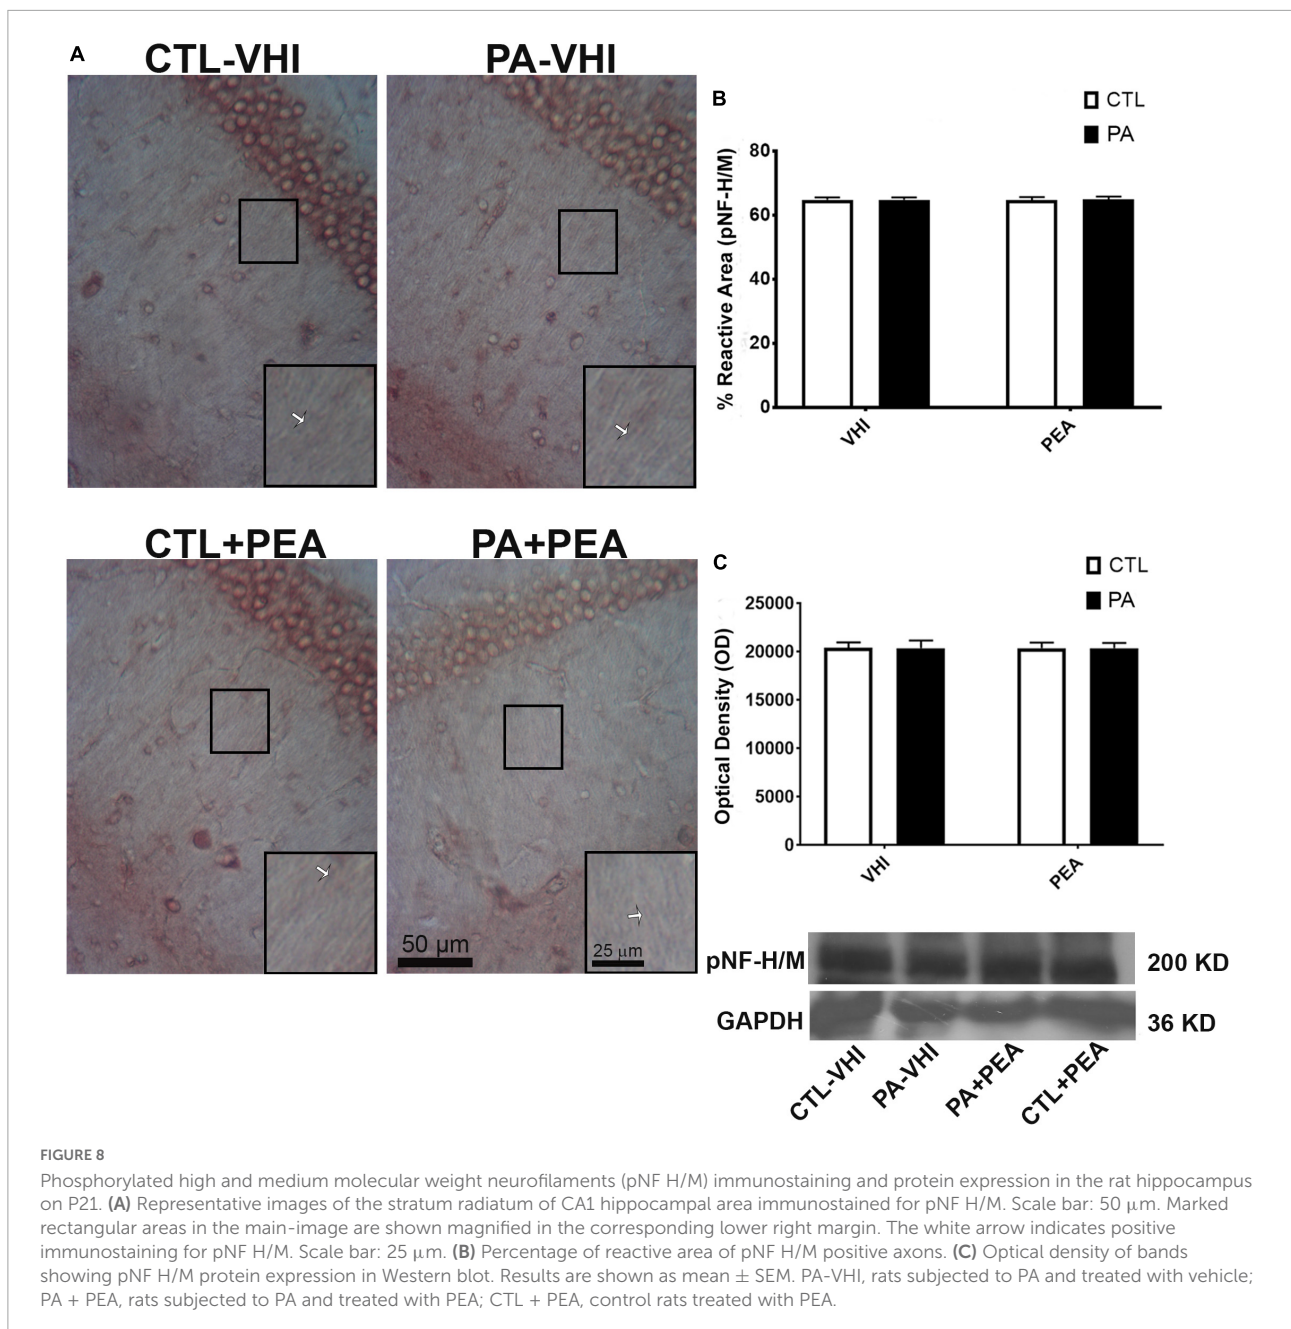 A
CTL-VHI
PA-VHI
CTL+PEA
PA+PEA
50 µm
25 µm
B
CTL
PA
% Reactive Area (pNF-H/M)
80
60
40
20
0
VHI
PEA
C
CTL
PA
Optical Density (OD)
25000
20000
15000
10000
5000
0
VHI
PEA
pNF-H/M
200 KD
GAPDH
36 KD
CTL-VHI
PA-VHI
PA+PEA
CTL+PEA
FIGURE 8
Phosphorylated high and medium molecular weight neurofilaments (pNF H/M) immunostaining and protein expression in the rat hippocampus
on P21. (A) Representative images of the stratum radiatum of CA1 hippocampal area immunostained for pNF H/M. Scale bar: 50 µm. Marked
rectangular areas in the main-image are shown magnified in the corresponding lower right margin. The white arrow indicates positive
immunostaining for pNF H/M. Scale bar: 25 µm. (B) Percentage of reactive area of pNF H/M positive axons. (C) Optical density of bands
showing pNF H/M protein expression in Western blot. Results are shown as mean ± SEM. PA-VHI, rats subjected to PA and treated with vehicle;
PA + PEA, rats subjected to PA and treated with PEA; CTL + PEA, control rats treated with PEA.